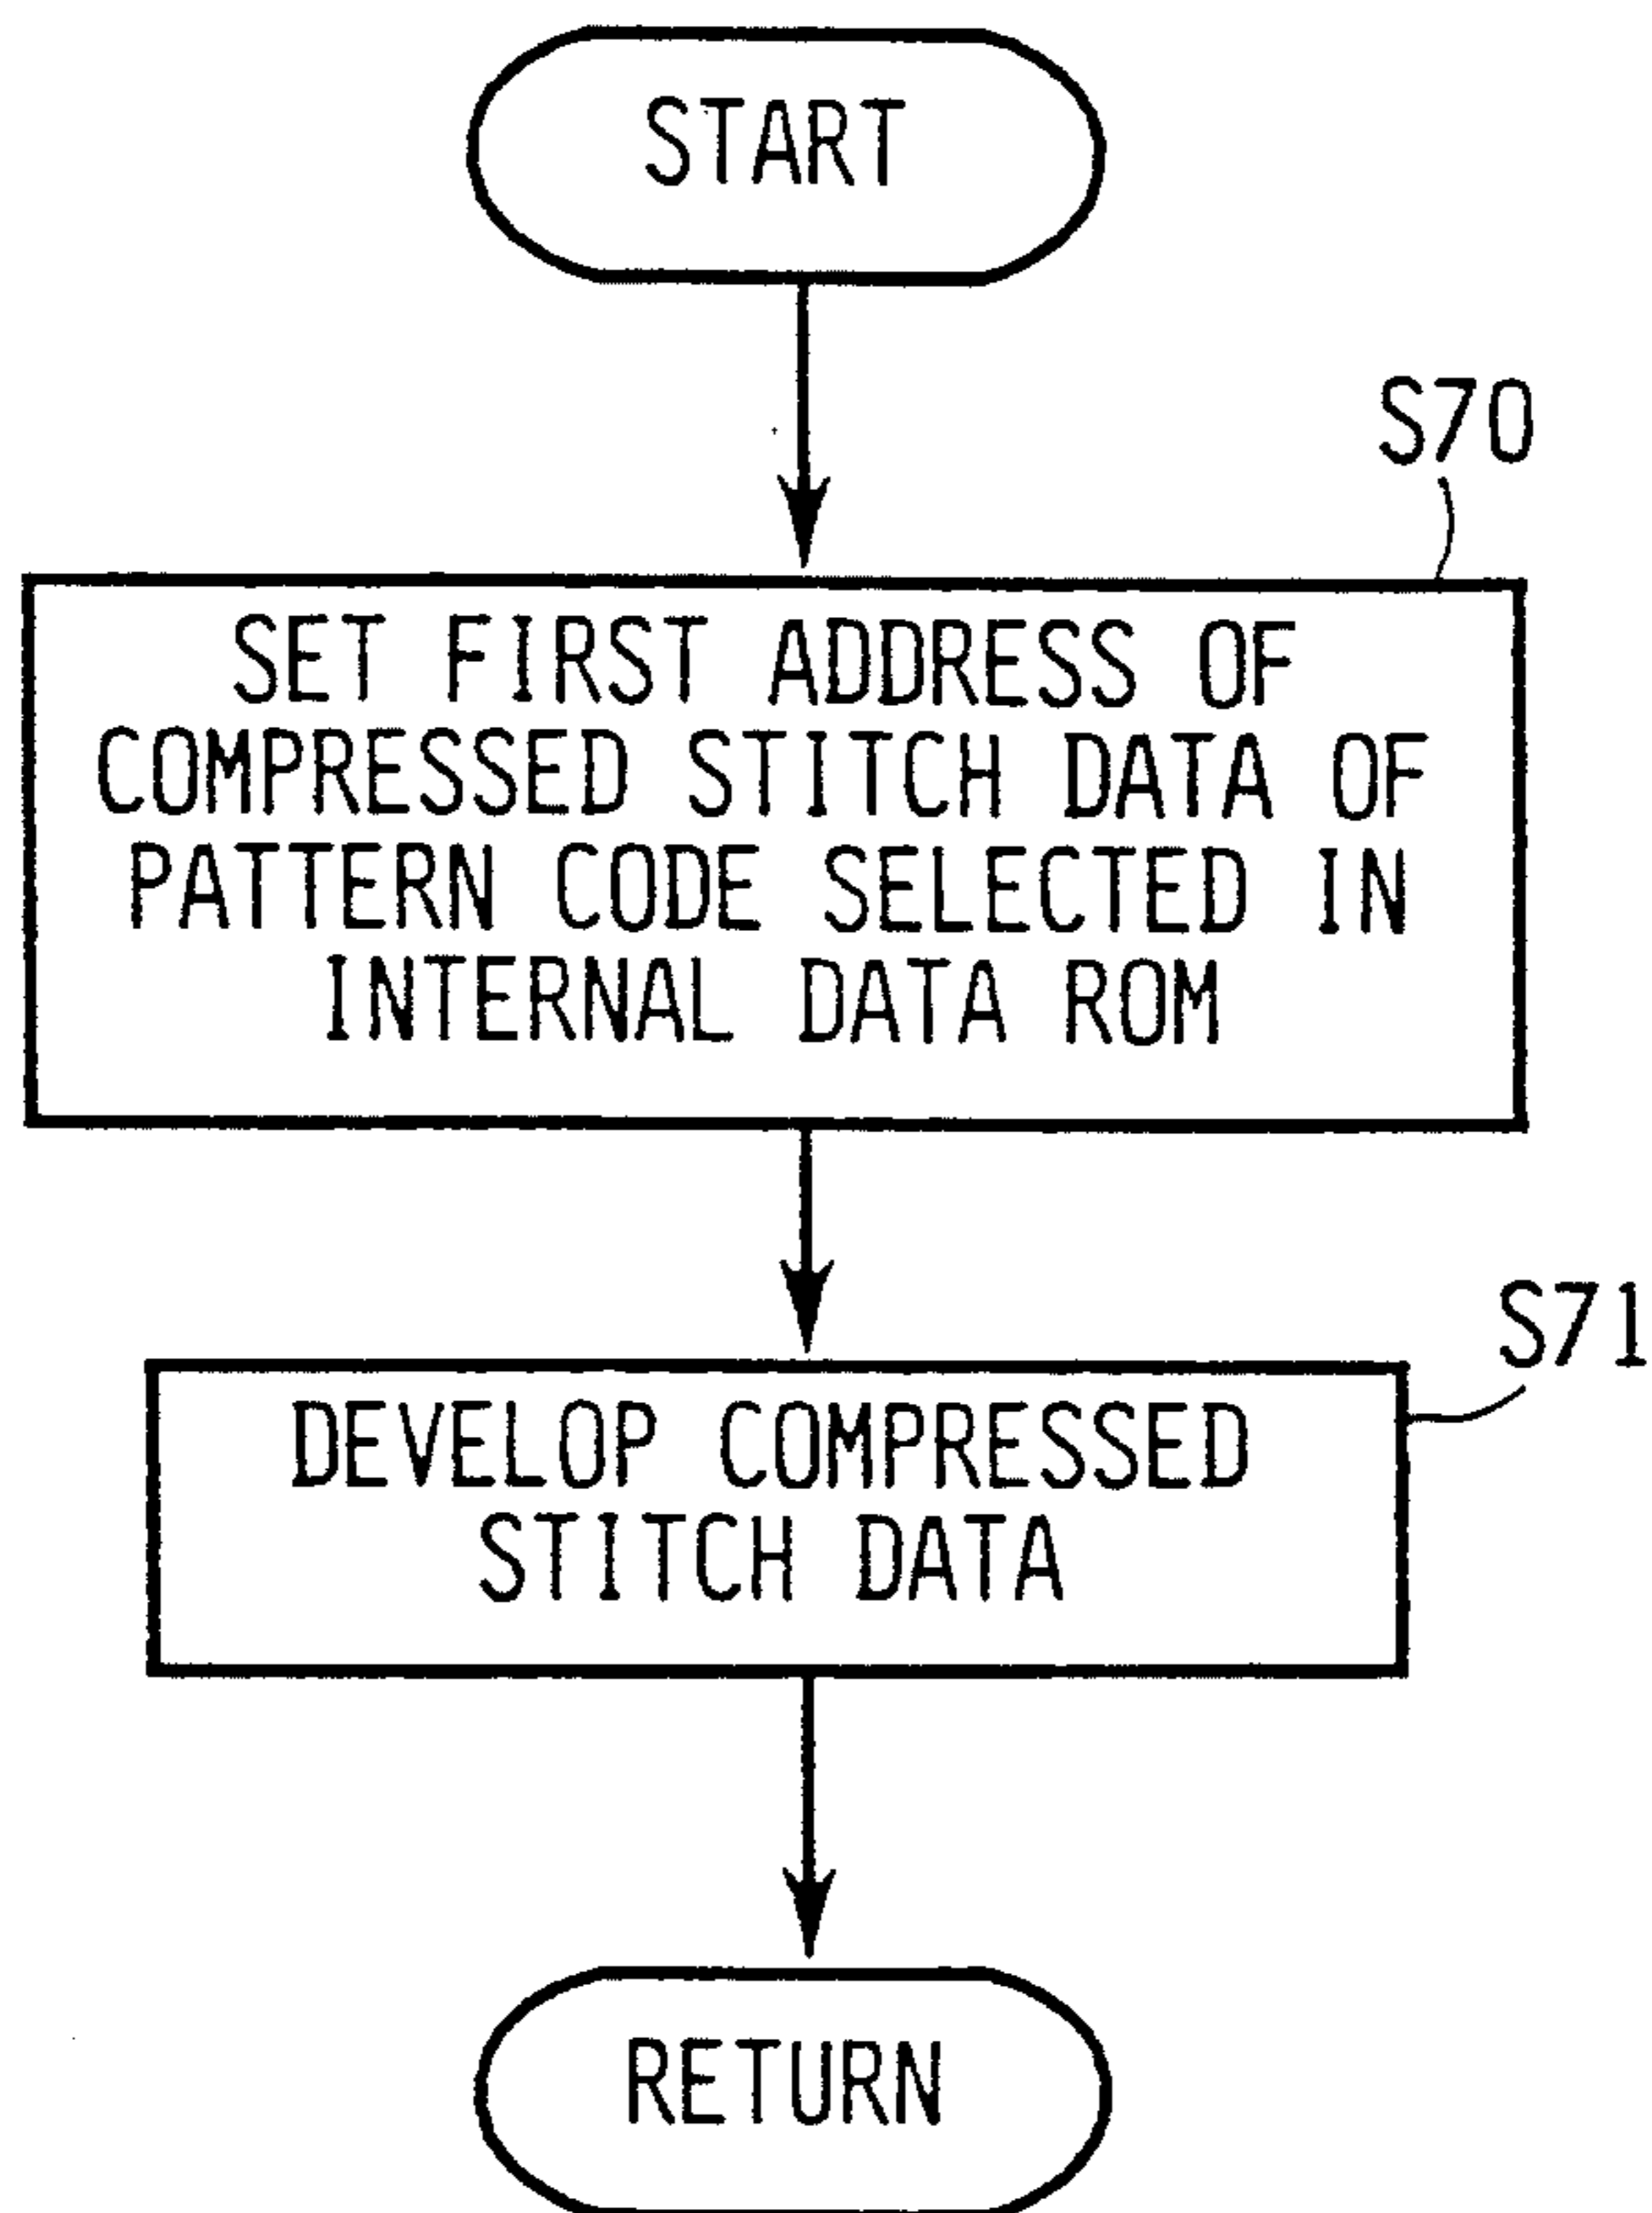 START
S70
SET FIRST ADDRESS OF
COMPRESSED STITCH DATA OF
PATTERN CODE SELECTED IN
INTERNAL DATA ROM
S71
DEVELOP COMPRESSED
STITCH DATA
RETURN